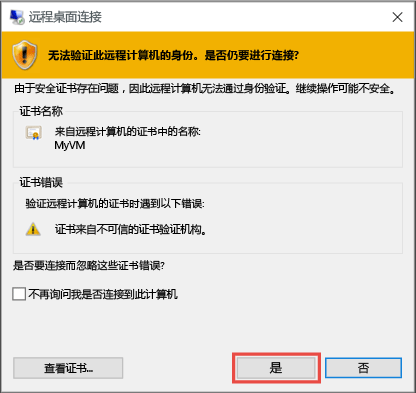 远程桌面连接
无法验证此远程计算机的身份。是否仍要进行连接?
由于安全证书存在问题，因此远程计算机无法通过身份验证。继续操作可能不安全。
证书名称
来自远程计算机的证书中的名称:
MyVM
证书错误
验证远程计算机的证书时遇到以下错误:
证书来自不可信的证书验证机构。
是否要连接而忽略这些证书错误?
不再询问我是否连接到此计算机
查看证书... 是 否